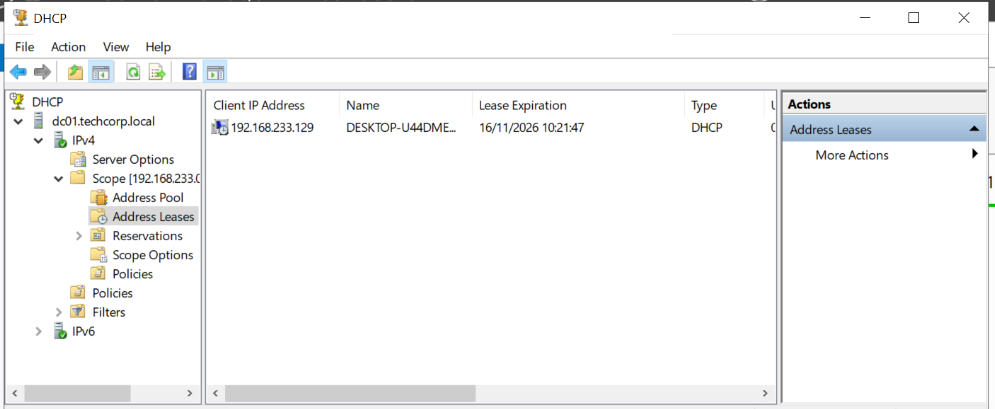 DHCP
File Action View Help
DHCP
dc01.techcorp.local
IPv4
Server Options
Scope [192.168.233.0
Address Pool
Address Leases
Reservations
Scope Options
Policies
Policies
Filters
IPv6
Client IP Address Name Lease Expiration Type
192.168.233.129 DESKTOP-U44DME... 16/11/2026 10:21:47 DHCP
Actions
Address Leases
More Actions